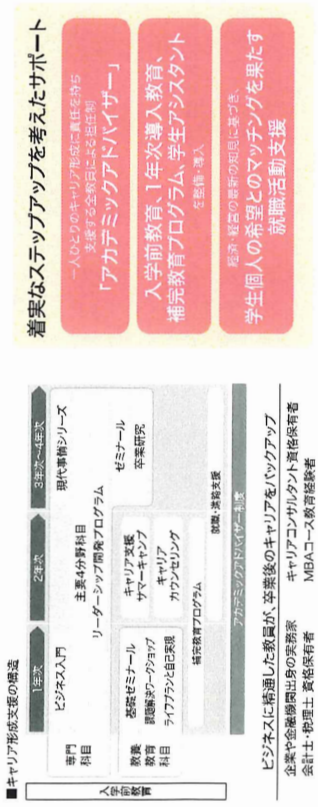 ■キャリア形成支援の構造
1年次
2年次
3年次〜4年次
入学前教育
専門
科目
ビジネス入門
主要4分野科目
現代事情シリーズ
リーダーシップ開発プログラム
教養
教育
科目
基礎ゼミナール
課題解決ワークショップ
ライフプランと自己実現
キャリア支援
サマーキャンプ
キャリア
カウンセリング
ゼミナール
卒業研究
補完教育プログラム
就職・進路支援
アカデミックアドバイザー制度
ビジネスに精通した教員が、卒業後のキャリアをバックアップ
企業や金融機関出身の実務家
キャリアコンサルタント資格保有者
会計士・税理士 資格保有者
MBAコース教育経験者
着実なステップアップを考えたサポート
一人ひとりのキャリア形成に責任を持ち
支援する全教員による担任制
「アカデミックアドバイザー」
入学前教育、1年次導入教育、
補完教育プログラム、学生アシスタント
を整備・導入
経済・経営の最新の知見に基づき、
学生個人の希望とのマッチングを果たす
就職活動支援